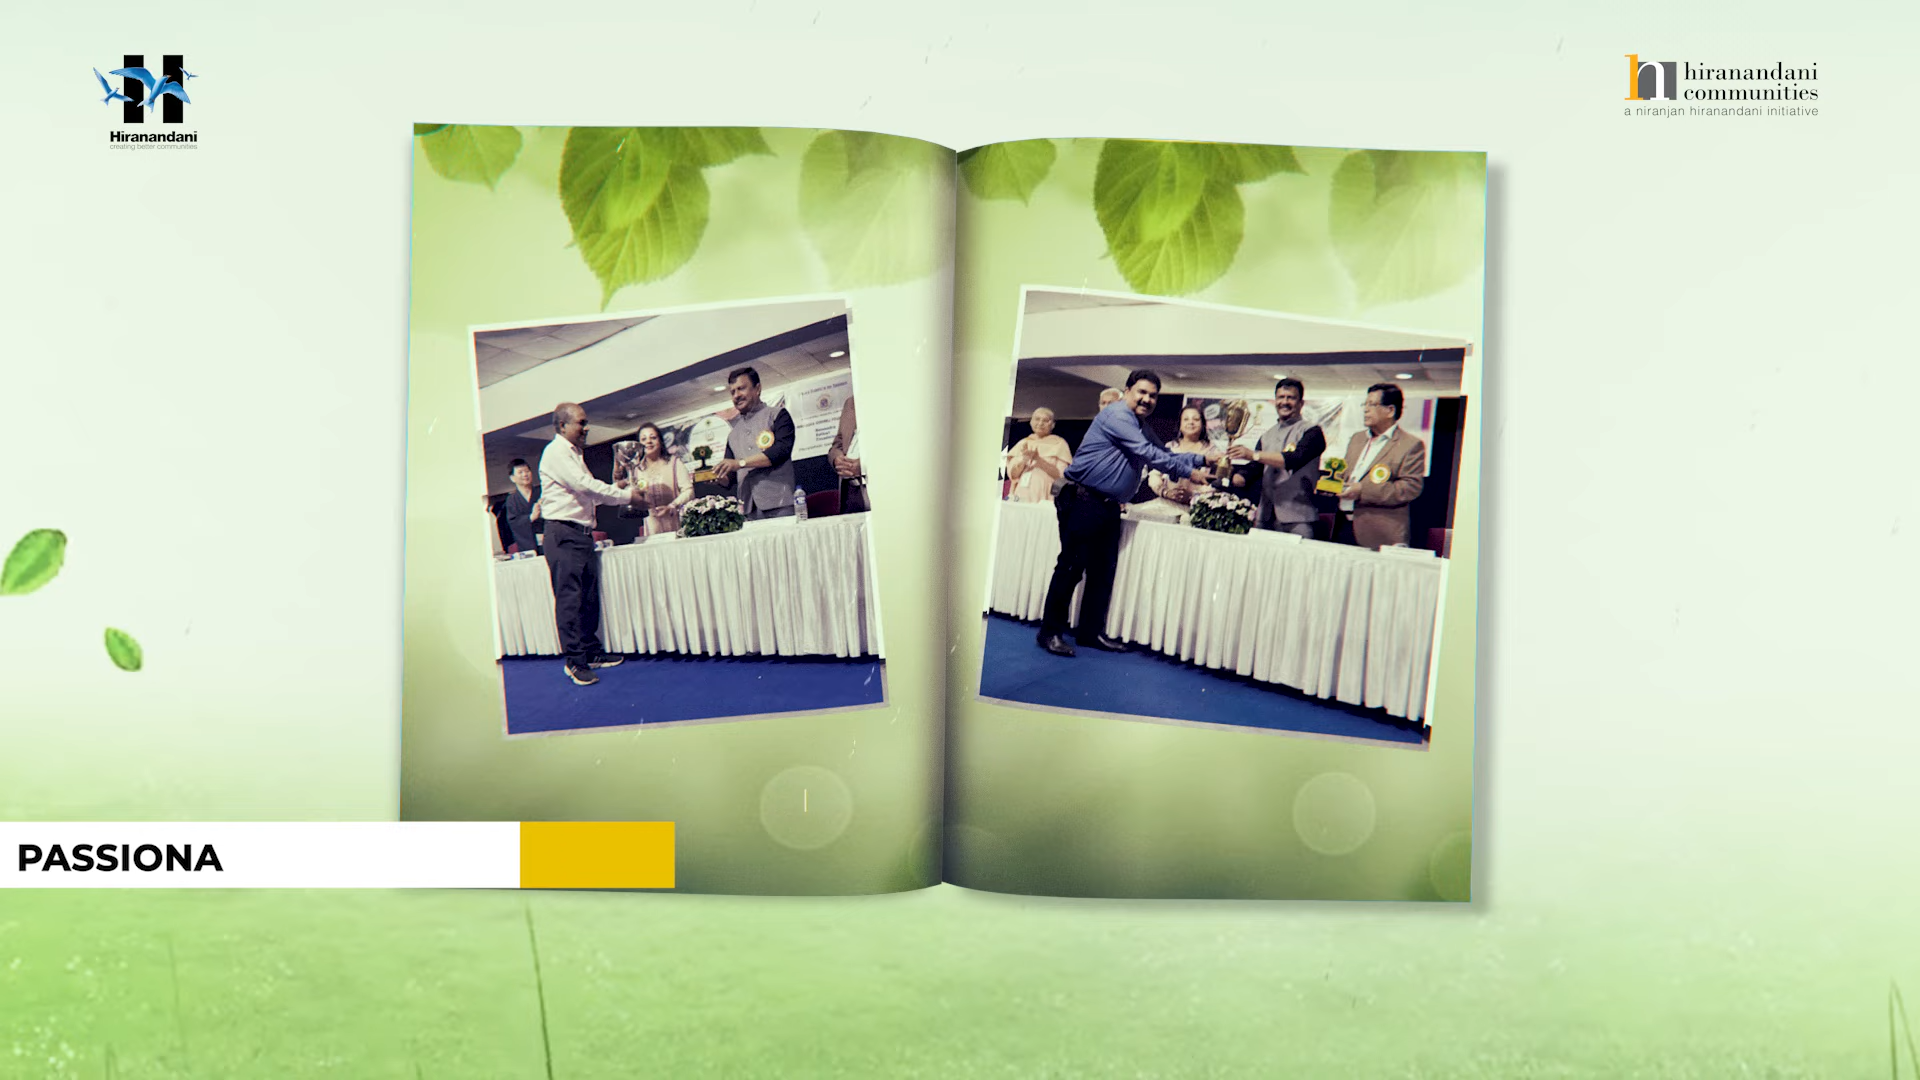 Hiranandani
creating better communities
hiranandani
communities
a niranjan hiranandani initiative
PASSIONA